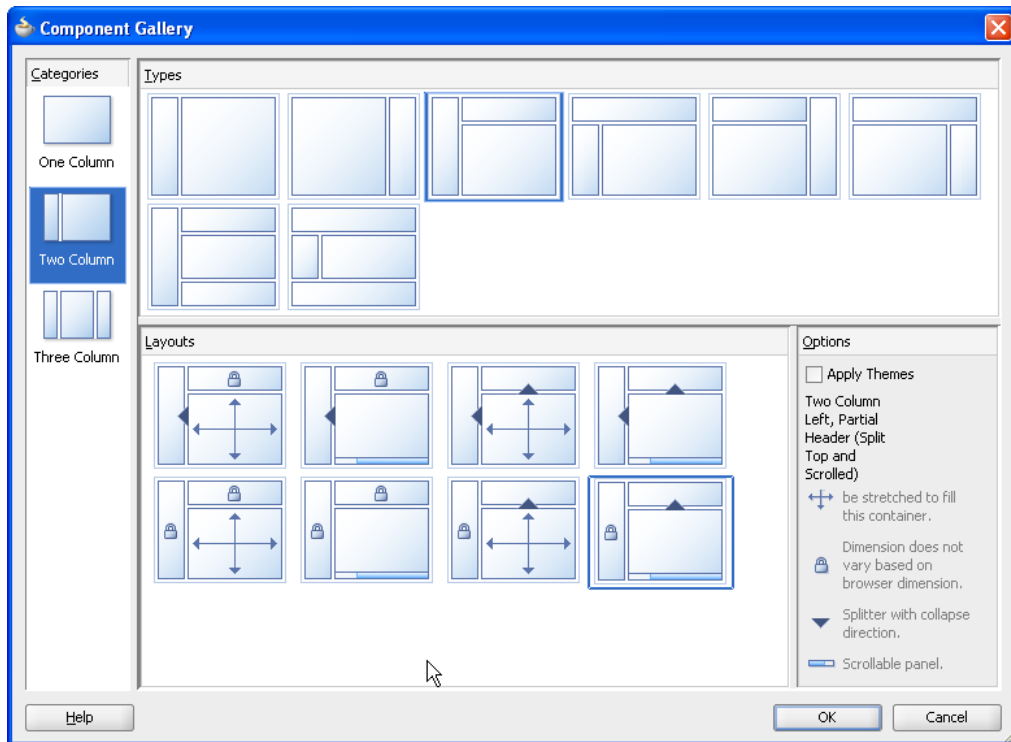 Component Gallery
Categories
One Column
Two Column
Three Column
Types
Layouts
Options
Apply Themes
Two Column
Left, Partial
Header (Split
Top and
Scrolled)
be stretched to fill
this container.
Dimension does not
vary based on
browser dimension.
Splitter with collapse
direction.
Scrollable panel.
Help
OK
Cancel